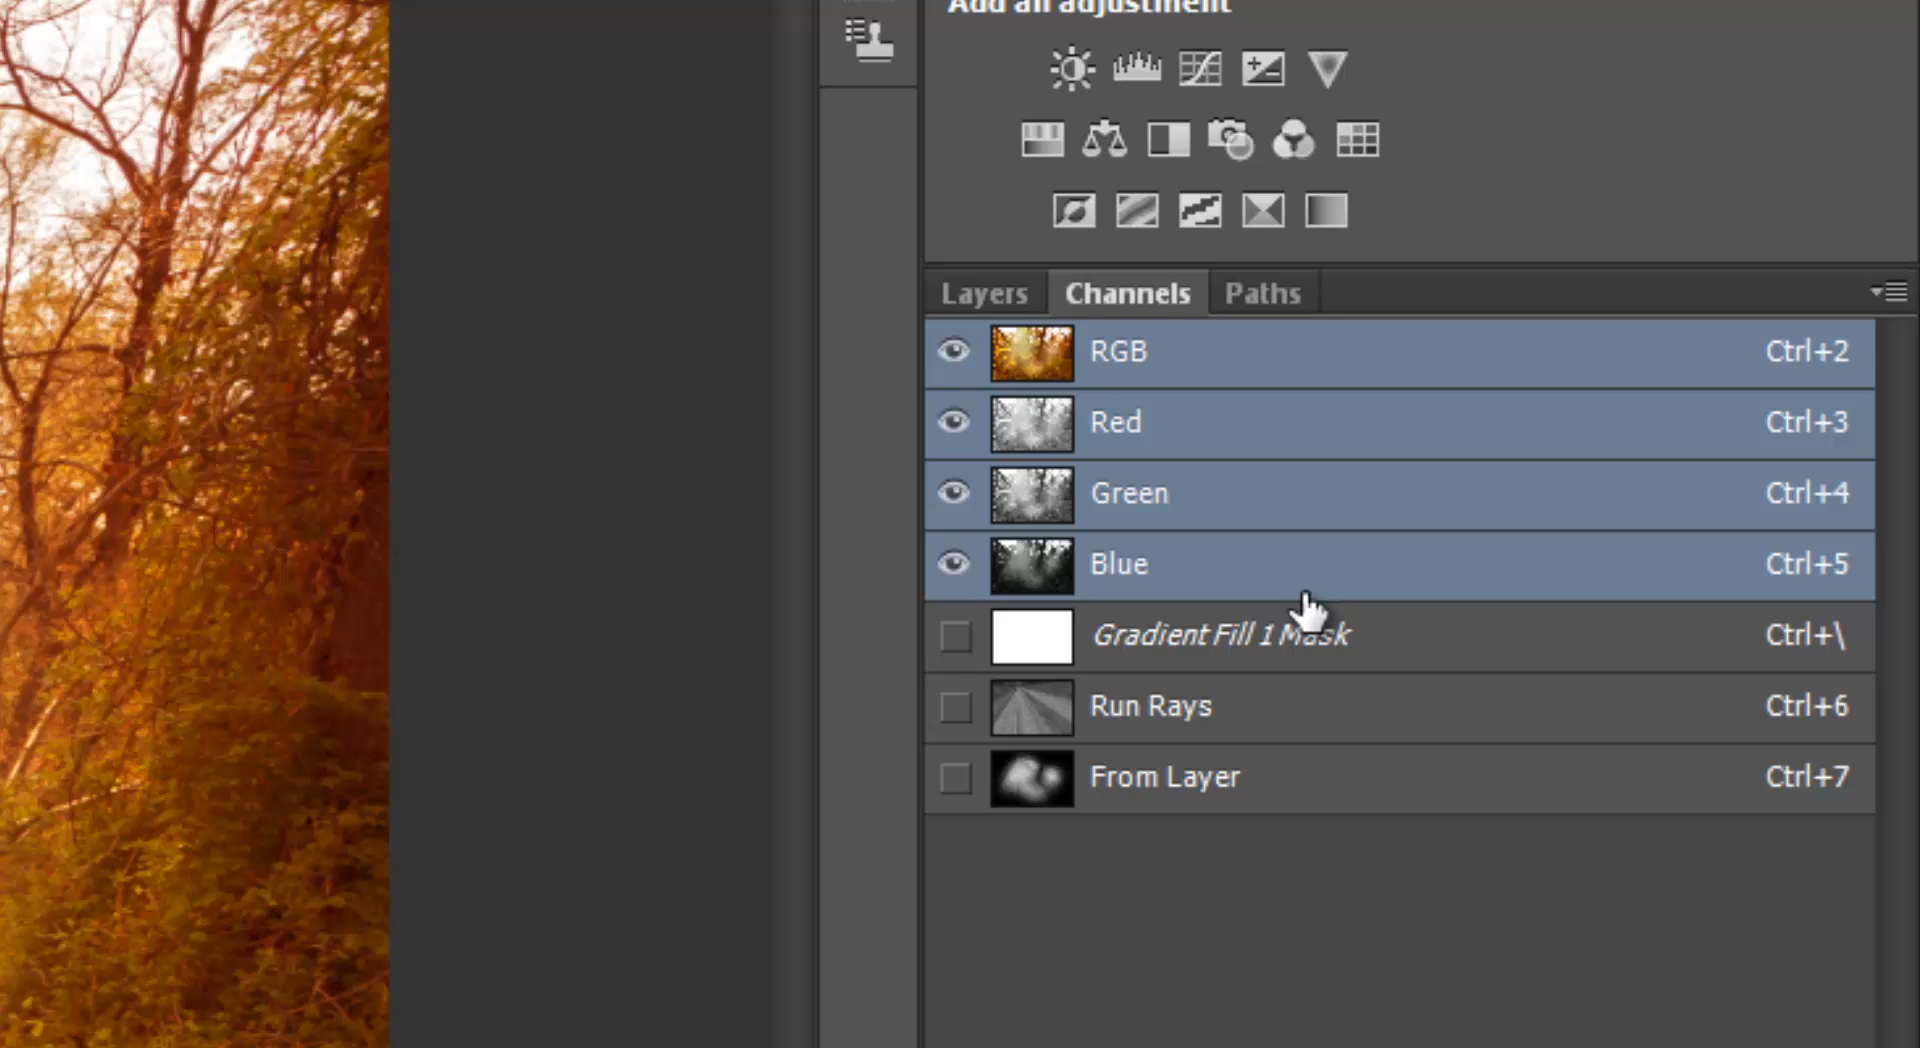 Add an adjustment
Layers Channels Paths
RGB Ctrl+2
Red Ctrl+3
Green Ctrl+4
Blue Ctrl+5
Gradient Fill 1 Mask Ctrl+\
Run Rays Ctrl+6
From Layer Ctrl+7